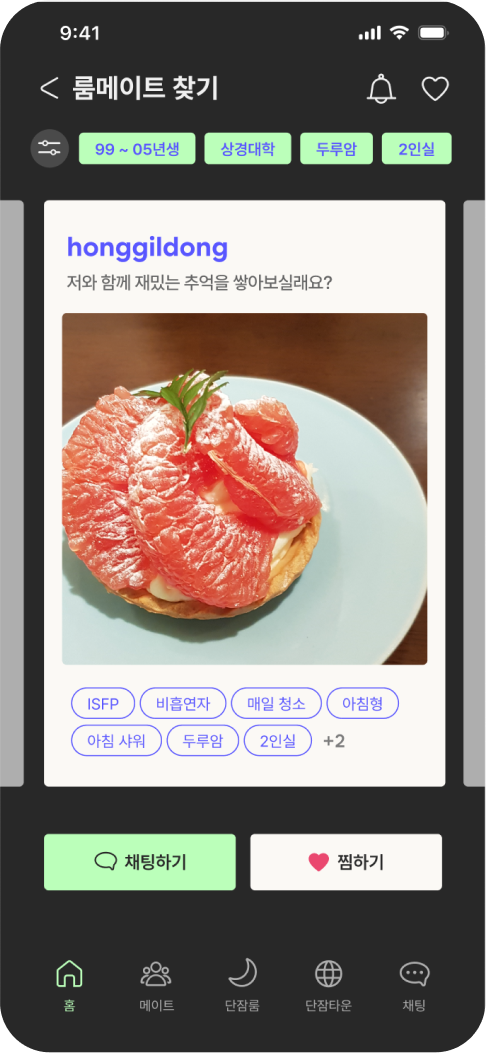 9:41
룸메이트 찾기
99 ~ 05년생 상경대학 두루암 2인실
honggildong
저와 함께 재밌는 추억을 쌓아보실래요?
ISFP 비흡연자 매일 청소 아침형
아침 샤워 두루암 2인실 +2
채팅하기 찜하기
홈 메이트 단잠룸 단잠타운 채팅